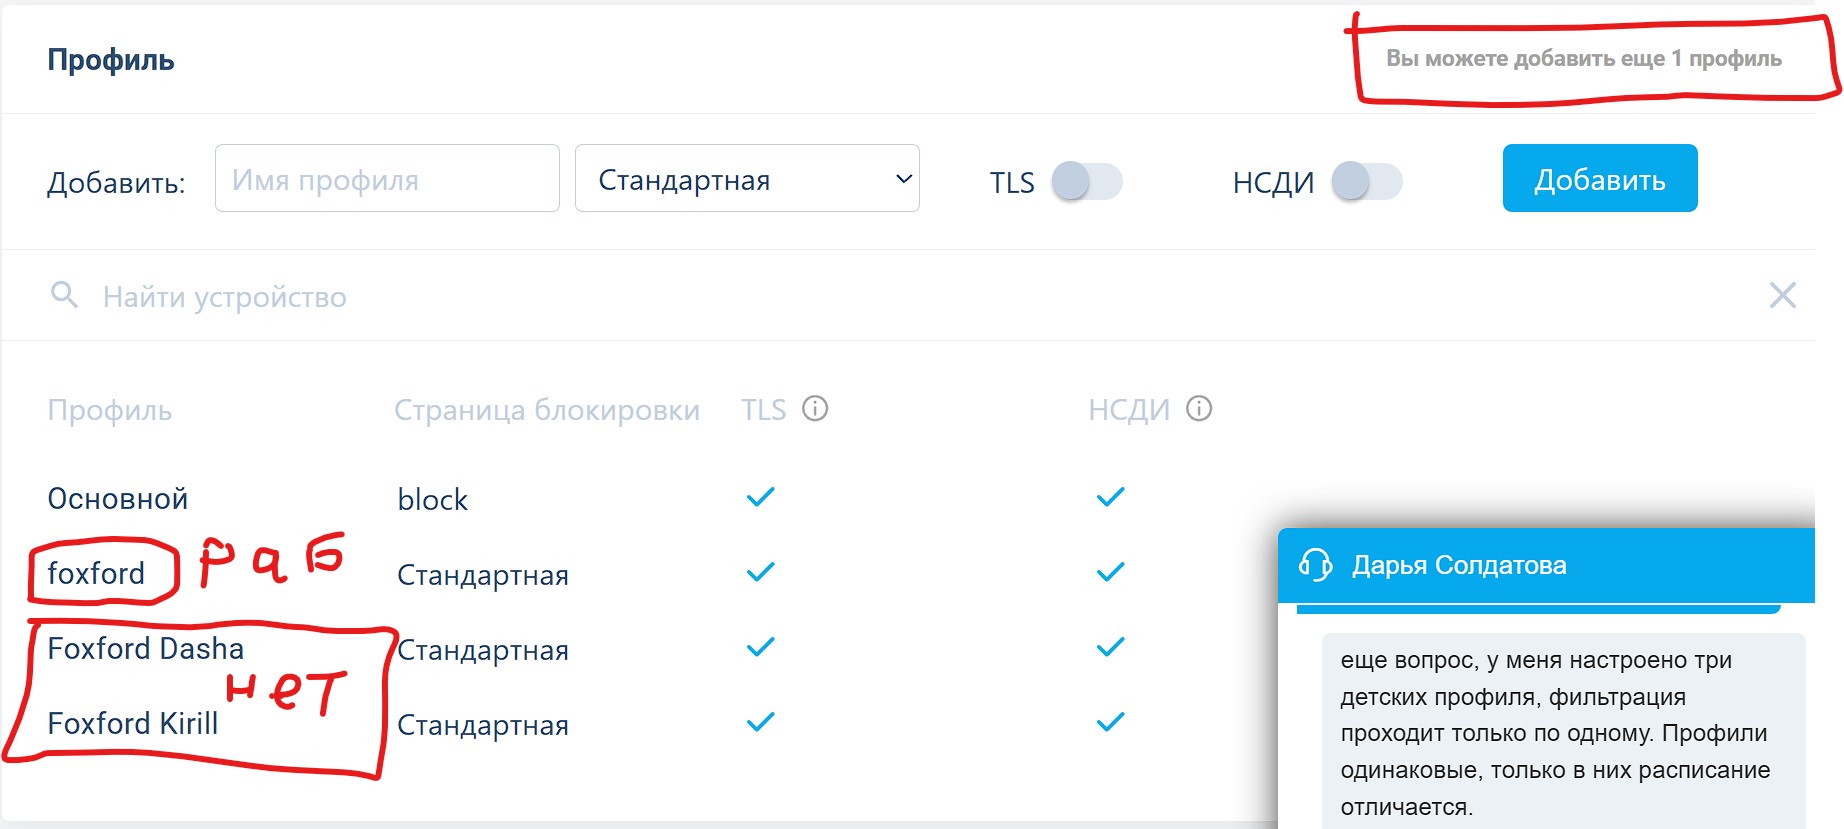 Профиль
Вы можете добавить еще 1 профиль
Добавить:
Имя профиля
Стандартная
TLS
НСДИ
Добавить
Найти устройство
Профиль
Страница блокировки
TLS
НСДИ
Основной
block
foxford
раб
Стандартная
Foxford Dasha
Стандартная
нет
Foxford Kirill
Стандартная
Дарья Солдатова
еще вопрос, у меня настроено три
детских профиля, фильтрация
проходит только по одному. Профили
одинаковые, только в них расписание
отличается.